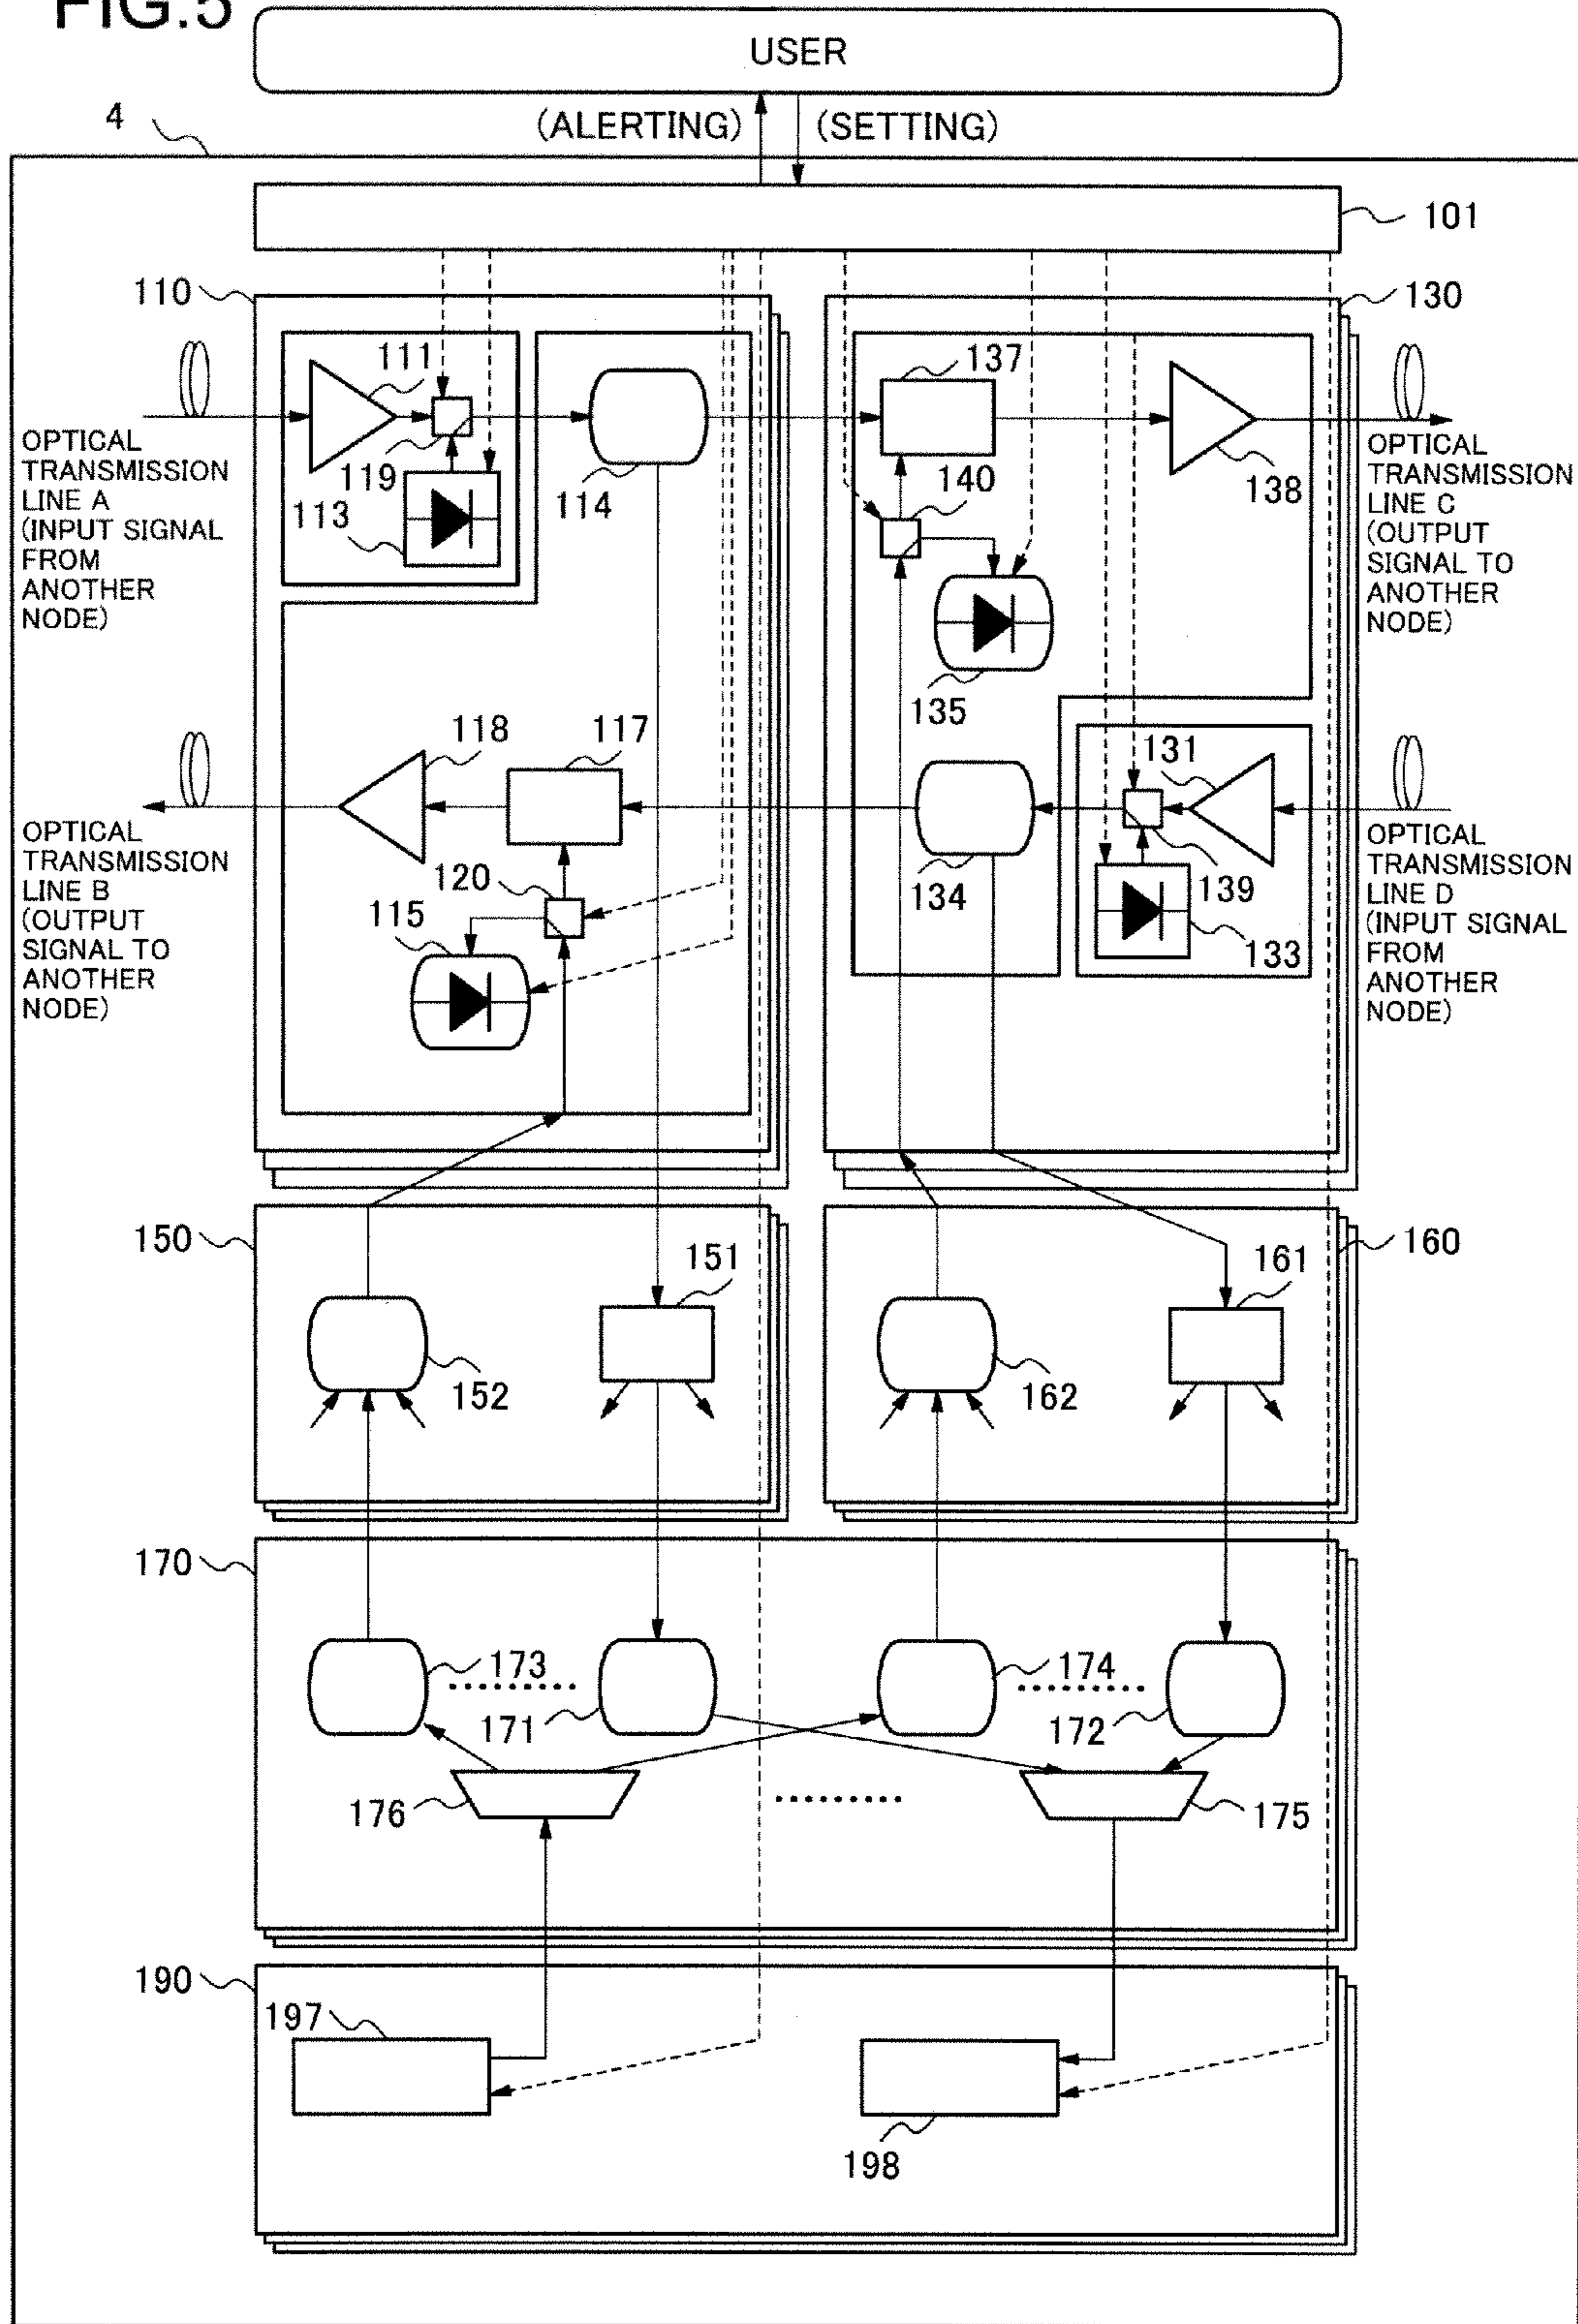 FIG.5
USER
4
(ALERTING)
(SETTING)
101
110
130
111
137
119
113
114
140
138
OPTICAL
TRANSMISSION
LINE A
(INPUT SIGNAL
FROM
ANOTHER
NODE)
OPTICAL
TRANSMISSION
LINE C
(OUTPUT
SIGNAL TO
ANOTHER
NODE)
135
118
117
131
120
115
134
139
133
OPTICAL
TRANSMISSION
LINE B
(OUTPUT
SIGNAL TO
ANOTHER
NODE)
OPTICAL
TRANSMISSION
LINE D
(INPUT SIGNAL
FROM
ANOTHER
NODE)
150
151
160
161
152
162
170
173
171
174
172
176
175
190
197
198